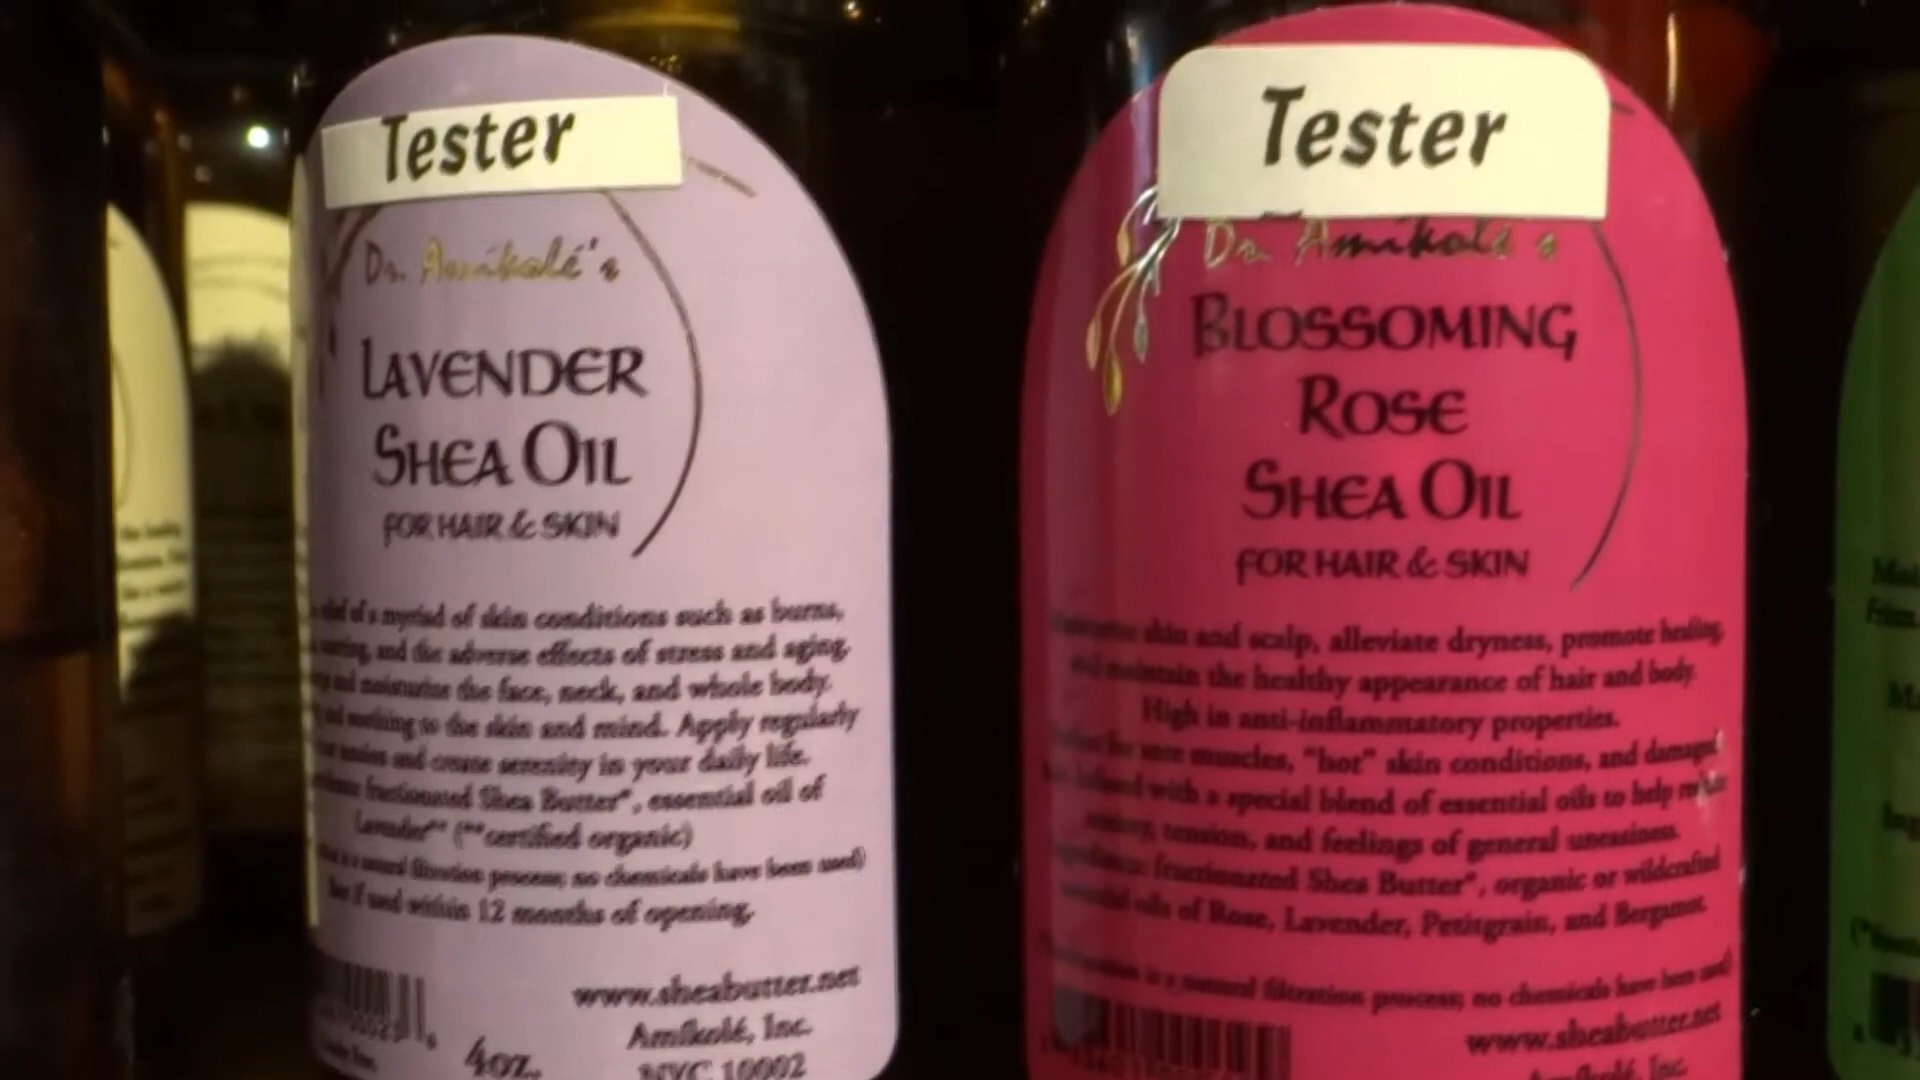 Tester
Dr. Amikolé's
LAVENDER
SHEA OIL
FOR HAIR & SKIN
of a myriad of skin conditions such as burns,
and the adverse effects of stress and aging,
moisturize the face, neck, and whole body.
to the skin and mind. Apply regularly
and create serenity in your daily life.
fractionated Shea Butter*, essential oil of
Lavender** (**certified organic)
is a natural filtration process; no chemicals have been used)
if used within 12 months of opening.
www.sheabutter.net
Amikolé, Inc.
4oz.
NYC 10002
Tester
Dr. Amikolé's
BLOSSOMING
ROSE
SHEA OIL
FOR HAIR & SKIN
skin and scalp, alleviate dryness, promote healing,
maintain the healthy appearance of hair and body.
High in anti-inflammatory properties.
for sore muscles, "hot" skin conditions, and damaged
with a special blend of essential oils to help
tension, and feelings of general uneasiness.
fractionated Shea Butter*, organic or wildcrafted
oils of Rose, Lavender, Petitgrain, and Bergamot.
is a natural filtration process; no chemicals have been used)
www.sheabutter.net
Amikolé, Inc.